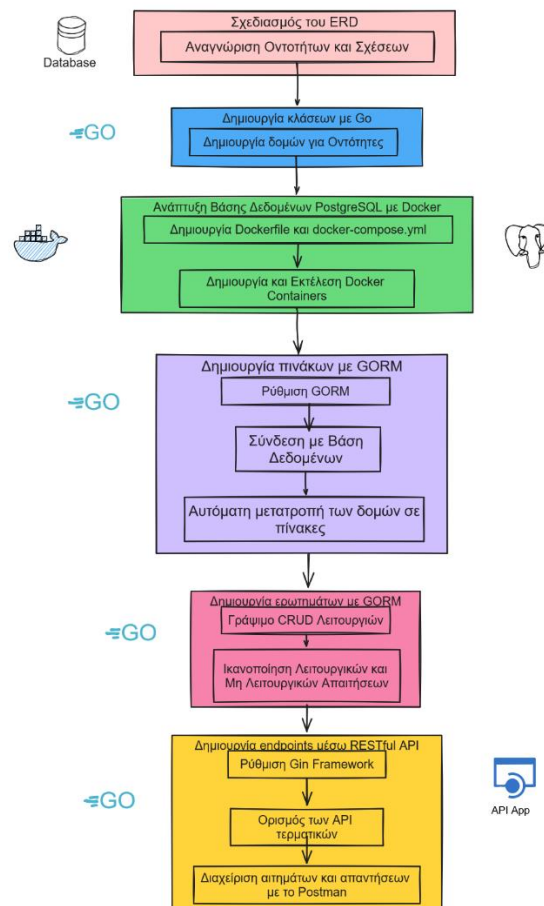 Σχεδιασμός του ERD
Αναγνώριση Οντοτήτων και Σχέσεων
Database
Δημιουργία κλάσεων με Go
Δημιουργία δομών για Οντότητες
GO
Ανάπτυξη Βάσης Δεδομένων PostgreSQL με Docker
Δημιουργία Dockerfile και docker-compose.yml
Δημιουργία και Εκτέλεση Docker
Containers
Δημιουργία πινάκων με GORM
Ρύθμιση GORM
GO
Σύνδεση με Βάση
Δεδομένων
Αυτόματη μετατροπή των δομών σε
πίνακες
Δημιουργία ερωτημάτων με GORM
Γράψιμο CRUD Λειτουργιών
GO
Ικανοποίηση Λειτουργικών και
Μη Λειτουργικών Απαιτήσεων
Δημιουργία endpoints μέσω RESTful API
Ρύθμιση Gin Framework
GO
API App
Ορισμός των API
τερματικών
Διαχείριση αιτημάτων και απαντήσεων
με το Postman